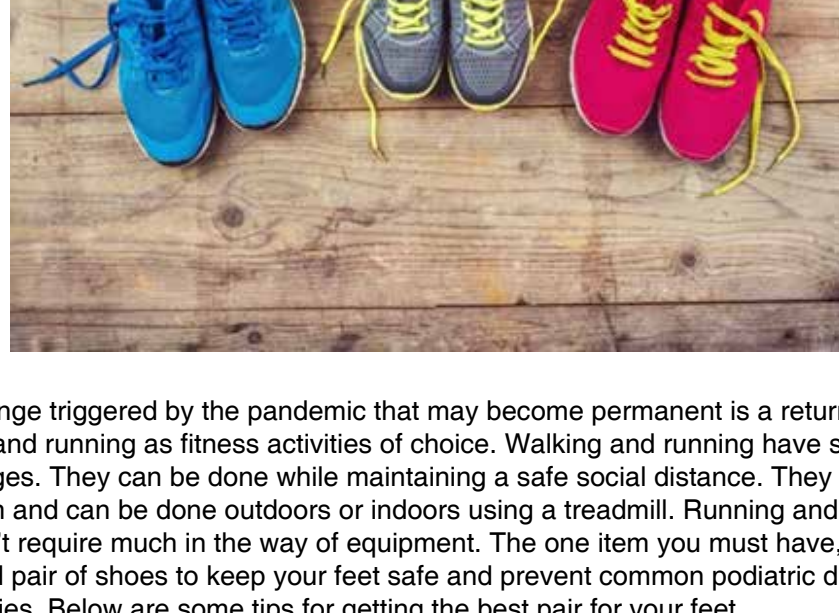 nge triggered by the pandemic that may become permanent is a return
and running as fitness activities of choice. Walking and running have s
ges. They can be done while maintaining a safe social distance. They
n and can be done outdoors or indoors using a treadmill. Running and
't require much in the way of equipment. The one item you must have,
d pair of shoes to keep your feet safe and prevent common podiatric d
ies. Below are some tips for getting the best pair for your feet